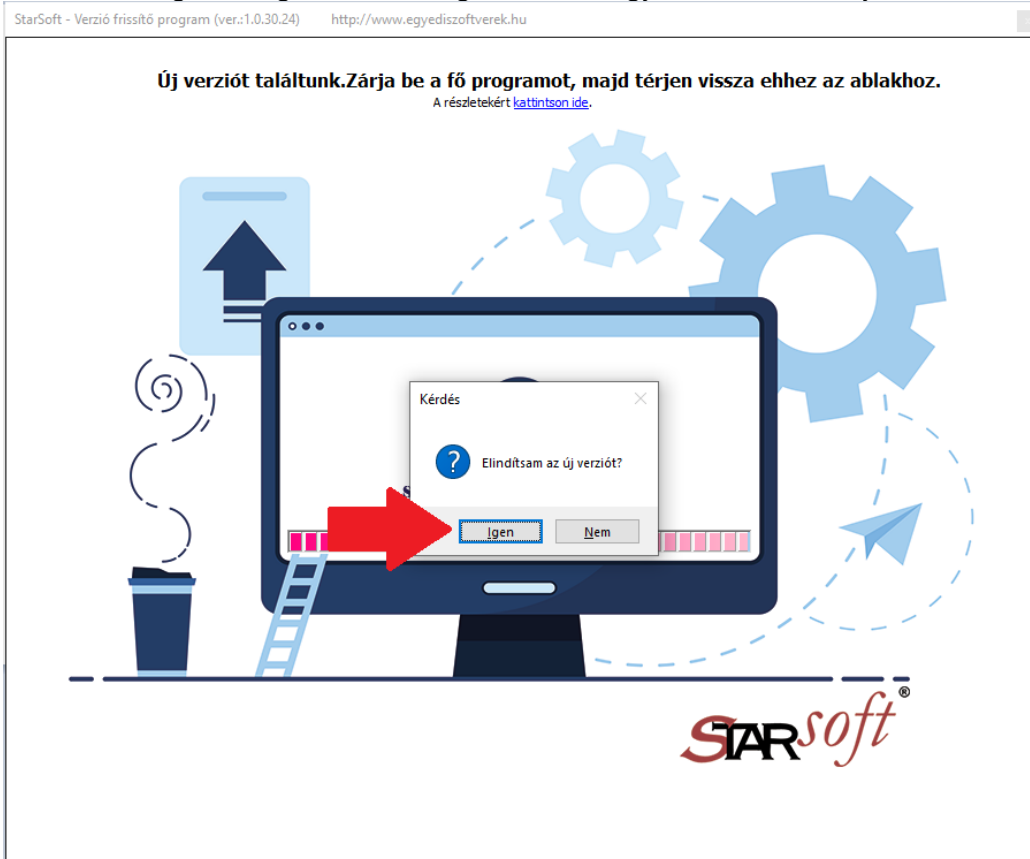 StarSoft - Verzió frissítő program (ver.:1.0.30.24) http://www.egyediszoftverek.hu
Új verziót találtunk.Zárja be a fő programot, majd térjen vissza ehhez az ablakhoz.
A részletekért kattintson ide.
Kérdés
Elindítsam az új verziót?
Igen Nem
STARsoft®